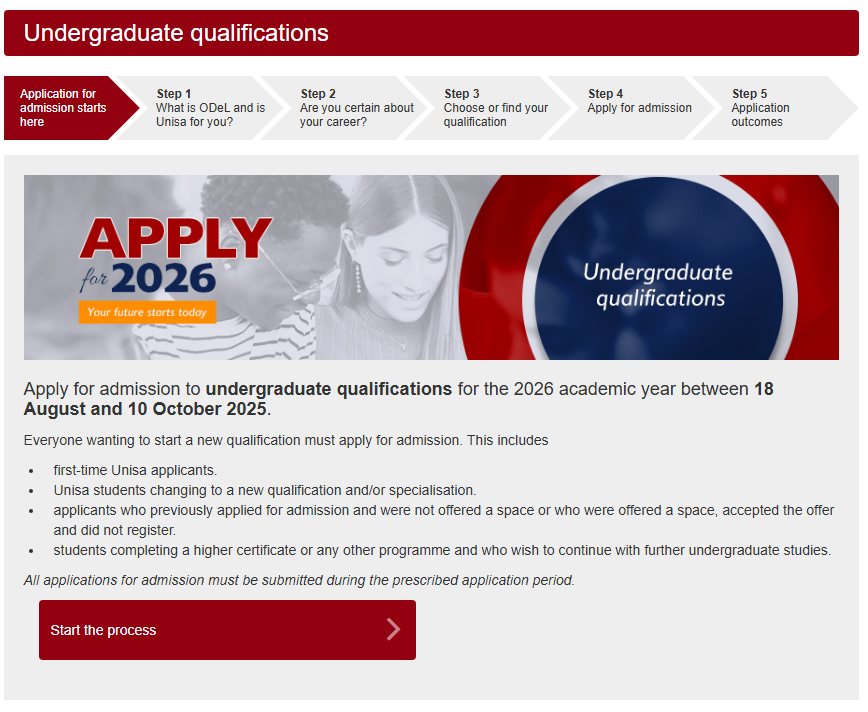 Undergraduate qualifications
Application for
admission starts
here
Step 1
What is ODeL and is
Unisa for you?
Step 2
Are you certain about
your career?
Step 3
Choose or find your
qualification
Step 4
Apply for admission
Step 5
Application
outcomes
APPLY
for 2026
Your future starts today
Undergraduate
qualifications
Apply for admission to undergraduate qualifications for the 2026 academic year between 18
August and 10 October 2025.
Everyone wanting to start a new qualification must apply for admission. This includes
• first-time Unisa applicants.
• Unisa students changing to a new qualification and/or specialisation.
• applicants who previously applied for admission and were not offered a space or who were offered a space, accepted the offer
and did not register.
• students completing a higher certificate or any other programme and who wish to continue with further undergraduate studies.
All applications for admission must be submitted during the prescribed application period.
Start the process